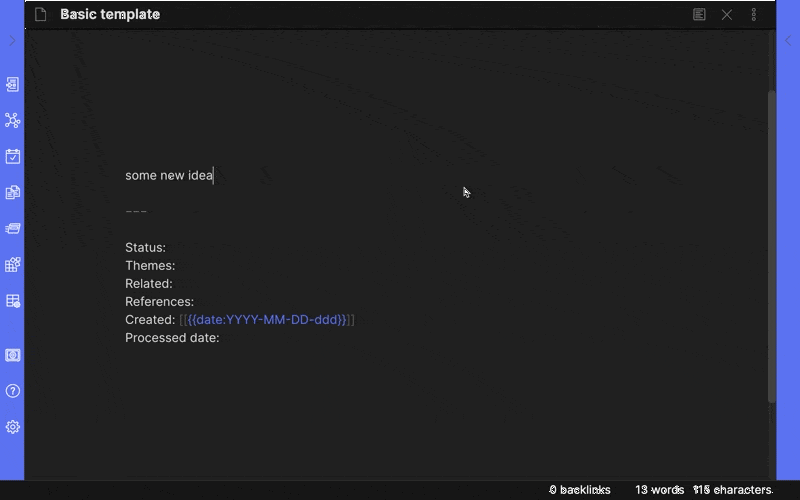 Basic template
some new idea
---
Status:
Themes:
Related:
References:
Created: [[{{date:YYYY-MM-DD-ddd}}]]
Processed date:
0 backlinks 13 words characters